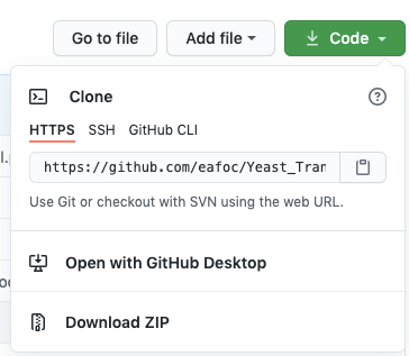 Go to file Add file Code
Clone
HTTPS SSH GitHub CLI
https://github.com/eafoc/Yeast_Tran
Use Git or checkout with SVN using the web URL.
Open with GitHub Desktop
Download ZIP